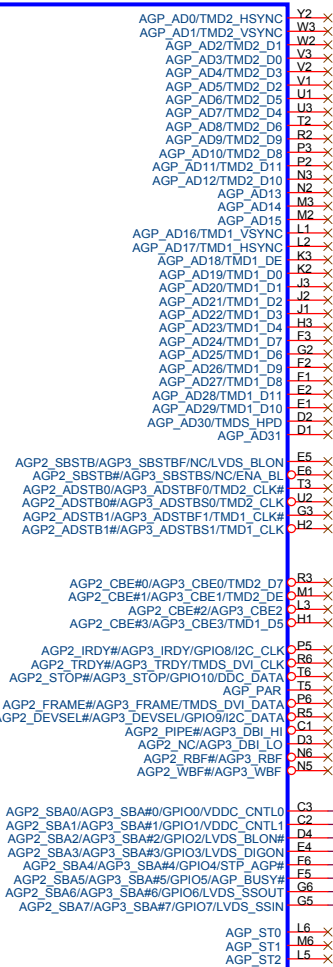 AGP_AD0/TMD2_HSYNC Y2
AGP_AD1/TMD2_VSYNC W3
AGP_AD2/TMD2_D1 W2
AGP_AD3/TMD2_D0 V3
AGP_AD4/TMD2_D3 V2
AGP_AD5/TMD2_D2 V1
AGP_AD6/TMD2_D5 U1
AGP_AD7/TMD2_D4 U3
AGP_AD8/TMD2_D6 T2
AGP_AD9/TMD2_D9 R2
AGP_AD10/TMD2_D8 P3
AGP_AD11/TMD2_D11 P2
AGP_AD12/TMD2_D10 N3
AGP_AD13 N2
AGP_AD14 M3
AGP_AD15 M2
AGP_AD16/TMD1_VSYNC L1
AGP_AD17/TMD1_HSYNC L2
AGP_AD18/TMD1_DE K3
AGP_AD19/TMD1_D0 K2
AGP_AD20/TMD1_D1 J3
AGP_AD21/TMD1_D2 J2
AGP_AD22/TMD1_D3 J1
AGP_AD23/TMD1_D4 H3
AGP_AD24/TMD1_D7 F3
AGP_AD25/TMD1_D6 G2
AGP_AD26/TMD1_D9 F2
AGP_AD27/TMD1_D8 F1
AGP_AD28/TMD1_D11 E2
AGP_AD29/TMD1_D10 E1
AGP_AD30/TMDS_HPD D2
AGP_AD31 D1
AGP2_SBSTB/AGP3_SBSTBF/NC/LVDS_BLON E5
AGP2_SBSTB#/AGP3_SBSTBS/NC/ENA_BL E6
AGP2_ADSTB0/AGP3_ADSTBF0/TMD2_CLK# T3
AGP2_ADSTB0#/AGP3_ADSTBS0/TMD2_CLK U2
AGP2_ADSTB1/AGP3_ADSTBF1/TMD1_CLK# G3
AGP2_ADSTB1#/AGP3_ADSTBS1/TMD1_CLK H2
AGP2_CBE#0/AGP3_CBE0/TMD2_D7 R3
AGP2_CBE#1/AGP3_CBE1/TMD2_DE M1
AGP2_CBE#2/AGP3_CBE2 L3
AGP2_CBE#3/AGP3_CBE3/TMD1_D5 H1
AGP2_IRDY#/AGP3_IRDY/GPIO8/I2C_CLK P5
AGP2_TRDY#/AGP3_TRDY/TMDS_DVI_CLK R6
AGP2_STOP#/AGP3_STOP/GPIO10/DDC_DATA T6
AGP_PAR T5
AGP2_FRAME#/AGP3_FRAME/TMDS_DVI_DATA P6
AGP2_DEVSEL#/AGP3_DEVSEL/GPIO9/I2C_DATA R5
AGP2_PIPE#/AGP3_DBI_HI C1
AGP2_NC/AGP3_DBI_LO D3
AGP2_RBF#/AGP3_RBF N6
AGP2_WBF#/AGP3_WBF N5
AGP2_SBA0/AGP3_SBA#0/GPIO0/VDDC_CNTL0 C3
AGP2_SBA1/AGP3_SBA#1/GPIO1/VDDC_CNTL1 C2
AGP2_SBA2/AGP3_SBA#2/GPIO2/LVDS_BLON# D4
AGP2_SBA3/AGP3_SBA#3/GPIO3/LVDS_DIGON E4
AGP2_SBA4/AGP3_SBA#4/GPIO4/STP_AGP# F6
AGP2_SBA5/AGP3_SBA#5/GPIO5/AGP_BUSY# F5
AGP2_SBA6/AGP3_SBA#6/GPIO6/LVDS_SSOUT G6
AGP2_SBA7/AGP3_SBA#7/GPIO7/LVDS_SSIN G5
AGP_ST0 L6
AGP_ST1 M6
AGP_ST2 L5